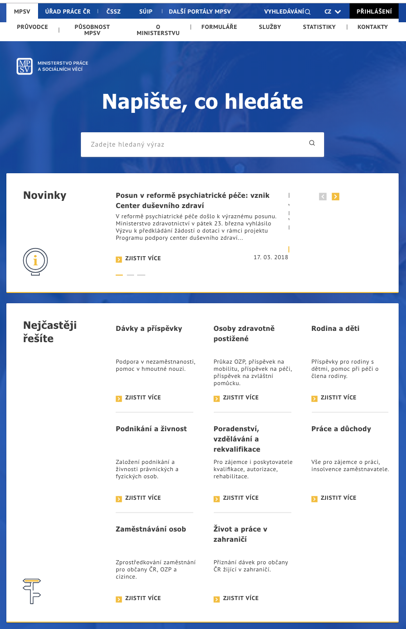 MPSV ÚŘAD PRÁCE ČR ČSSZ SÚIP DALŠÍ PORTÁLY MPSV VYHLEDÁVÁNÍ CZ PŘIHLÁŠENÍ
PRŮVODCE PŮSOBNOST MPSV O MINISTERSTVU FORMULÁŘE SLUŽBY STATISTIKY KONTAKTY
MPSV MINISTERSTVO PRÁCE
A SOCIÁLNÍCH VĚCÍ
Napište, co hledáte
Zadejte hledaný výraz
Novinky
Posun v reformě psychiatrické péče: vznik
Center duševního zdraví
V reformě psychiatrické péče došlo k výraznému posunu.
Ministerstvo zdravotnictví v pátek 23. března vyhlásilo
Výzvu k předkládání žádostí o dotaci v rámci projektu
Programu podpory center duševního zdraví...
ZJISTIT VÍCE 17. 03. 2018
Nejčastěji
řešíte
Dávky a příspěvky
Podpora v nezaměstnanosti,
pomoc v hmotné nouzi.
ZJISTIT VÍCE
Osoby zdravotně
postižené
Průkaz OZP, příspěvek na
mobilitu, příspěvek na péči,
příspěvek na zvláštní
pomůcku.
ZJISTIT VÍCE
Rodina a děti
Příspěvky pro rodiny s
dětmi, pomoc při péči o
člena rodiny.
ZJISTIT VÍCE
Podnikání a živnost
Založení podnikání a
živnosti právnických a
fyzických osob.
ZJISTIT VÍCE
Poradenství,
vzdělávání a
rekvalifikace
Pro zájemce i poskytovatele
kvalifikace, autorizace,
rehabilitace.
ZJISTIT VÍCE
Práce a důchody
Vše pro zájemce o práci,
insolvence zaměstnavatele.
ZJISTIT VÍCE
Zaměstnávání osob
Zprostředkování zaměstnání
pro občany ČR, OZP a
cizince.
ZJISTIT VÍCE
Život a práce v
zahraničí
Přiznání dávek pro občany
ČR žijící v zahraničí.
ZJISTIT VÍCE